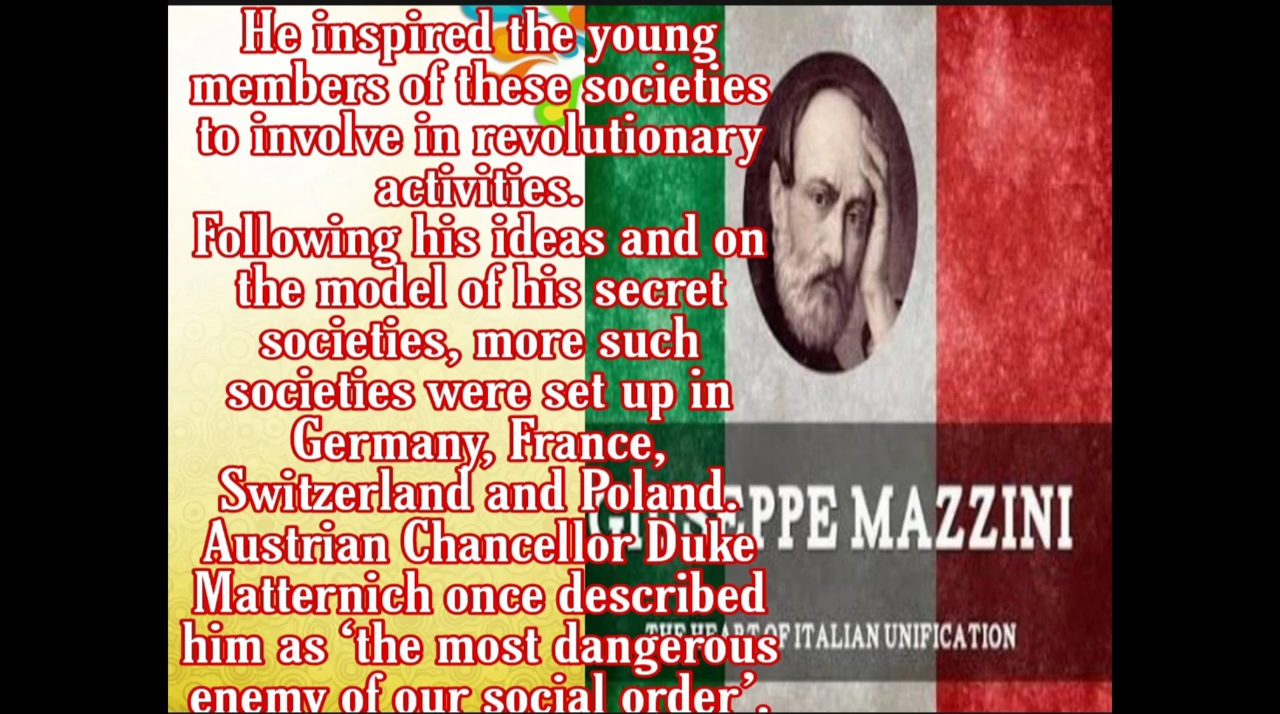 He inspired the young
members of these societies
to involve in revolutionary
activities.
Following his ideas and on
the model of his secret
societies, more such
societies were set up in
Germany, France,
Switzerland and Poland.
Austrian Chancellor Duke
Matternich once described
him as ‘the most dangerous
enemy of our social order’.
GIUSEPPE MAZZINI
THE HEART OF ITALIAN UNIFICATION